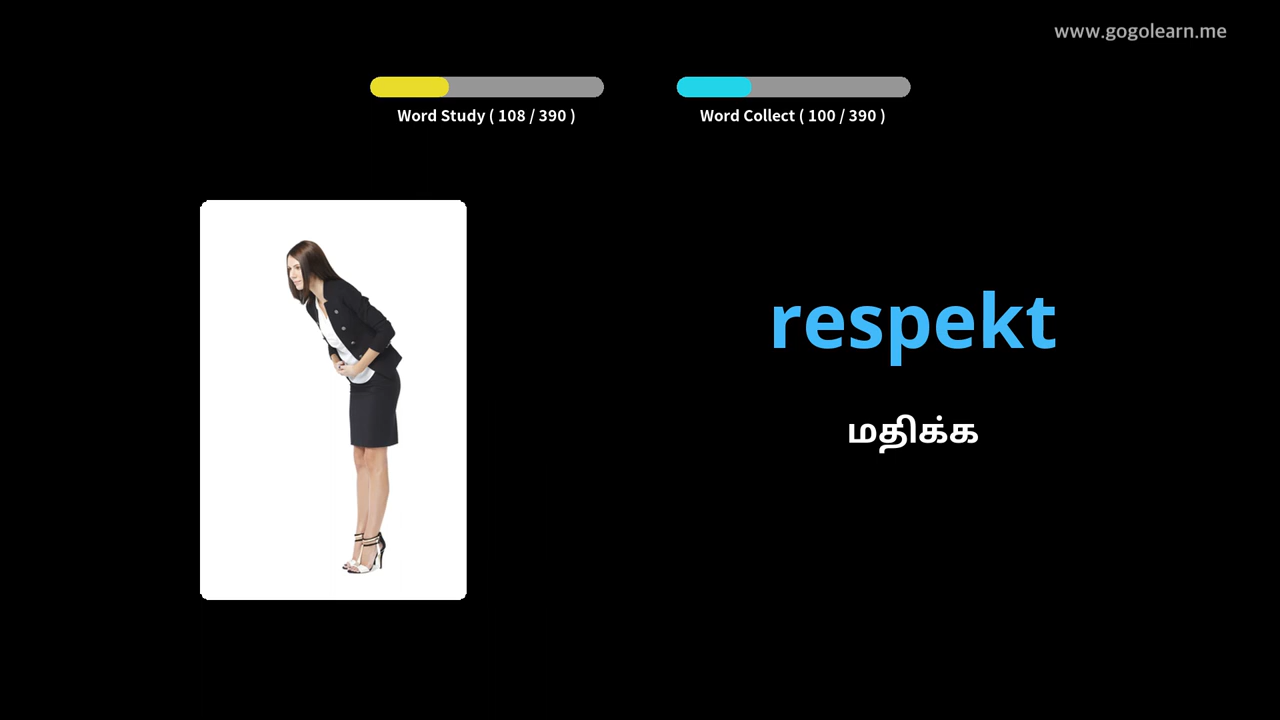 www.gogolearn.me
Word Study ( 108 / 390 )
Word Collect ( 100 / 390 )
respekt
மதிக்க